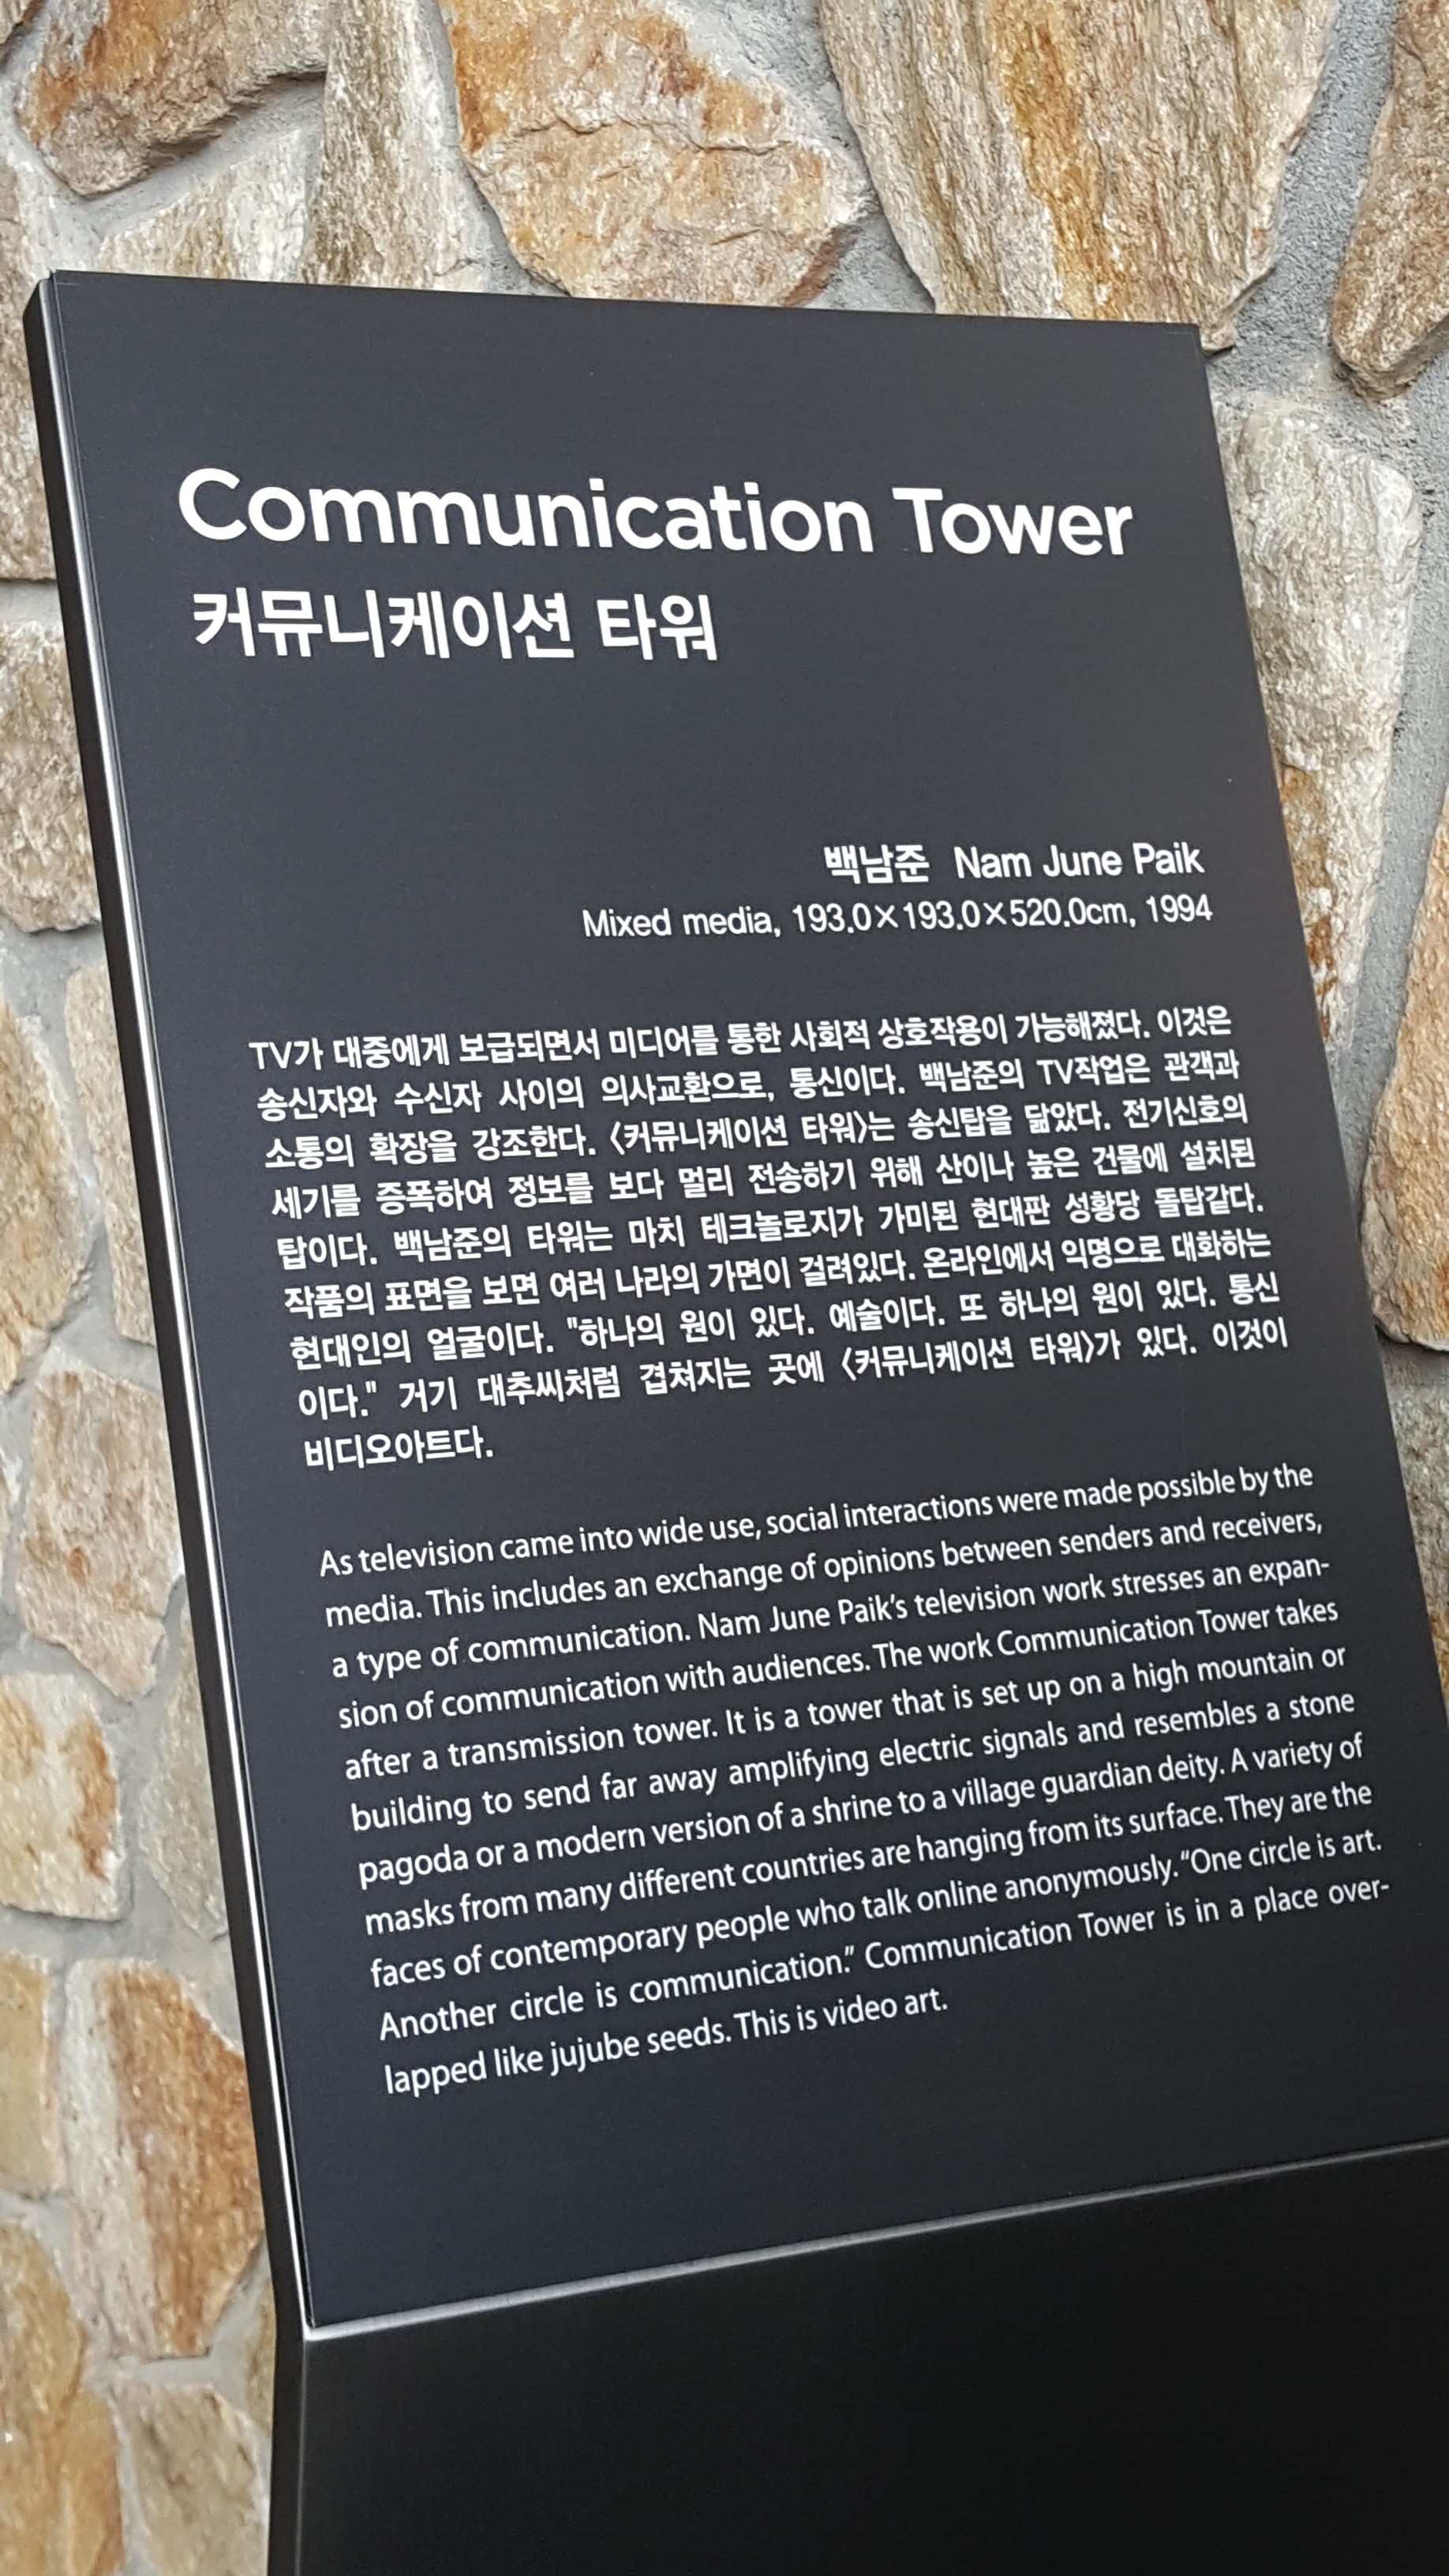 Communication Tower
커뮤니케이션 타워
백남준 Nam June Paik
Mixed media, 193.0×193.0×520.0cm, 1994
TV가 대중에게 보급되면서 미디어를 통한 사회적 상호작용이 가능해졌다. 이것은
송신자와 수신자 사이의 의사교환으로, 통신이다. 백남준의 TV작업은 관객과
소통의 확장을 강조한다. 〈커뮤니케이션 타워〉는 송신탑을 닮았다. 전기신호의
세기를 증폭하여 정보를 보다 멀리 전송하기 위해 산이나 높은 건물에 설치된
탑이다. 백남준의 타워는 마치 테크놀로지가 가미된 현대판 성황당 돌탑같다.
작품의 표면을 보면 여러 나라의 가면이 걸려있다. 온라인에서 익명으로 대화하는
현대인의 얼굴이다. "하나의 원이 있다. 예술이다. 또 하나의 원이 있다. 통신
이다." 거기 대추씨처럼 겹쳐지는 곳에 〈커뮤니케이션 타워〉가 있다. 이것이
비디오아트다.
As television came into wide use, social interactions were made possible by the
media. This includes an exchange of opinions between senders and receivers,
a type of communication. Nam June Paik’s television work stresses an expan-
sion of communication with audiences. The work Communication Tower takes
after a transmission tower. It is a tower that is set up on a high mountain or
building to send far away amplifying electric signals and resembles a stone
pagoda or a modern version of a shrine to a village guardian deity. A variety of
masks from many different countries are hanging from its surface. They are the
faces of contemporary people who talk online anonymously. “One circle is art.
Another circle is communication.” Communication Tower is in a place over-
lapped like jujube seeds. This is video art.